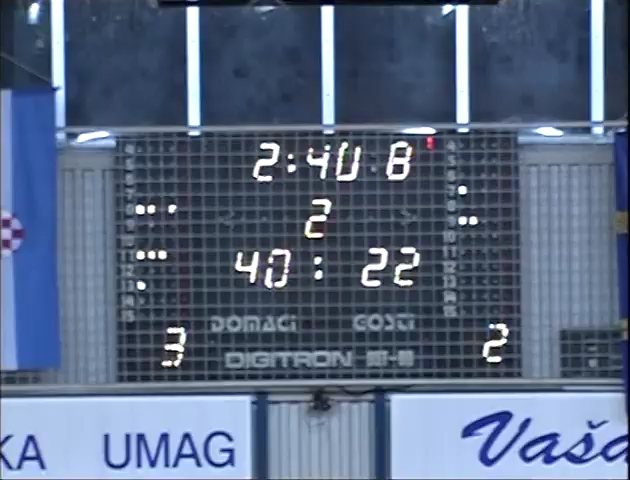 2:40 8
2
40 : 22
DOMAĆI GOSTI
3 2
DIGITRON
KA UMAG Vaša